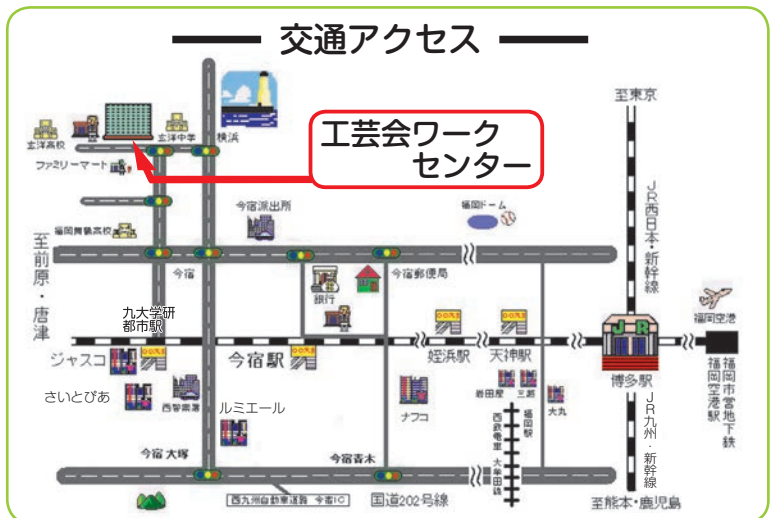 交通アクセス
至東京
工芸会ワーク
センター
玄洋高校
玄洋中学
横浜
ファミリーマート
今宿派出所
福岡ドーム
JR西日本・新幹線
福岡舞鶴高校
至前原・唐津
今宿
今宿郵便局
銀行
九大学研
都市駅
福岡空港
JR
ジャスコ
今宿駅
姪浜駅
天神駅
博多駅
福岡市営地下鉄
福岡空港駅
さいとぴあ
西警察署
ルミエール
ナフコ
岩田屋
三越
大丸
福岡駅
西鉄電車 大牟田線
JR九州・新幹線
今宿大塚
今宿青木
西九州自動車道路 今宿IC
国道202号線
至熊本・鹿児島